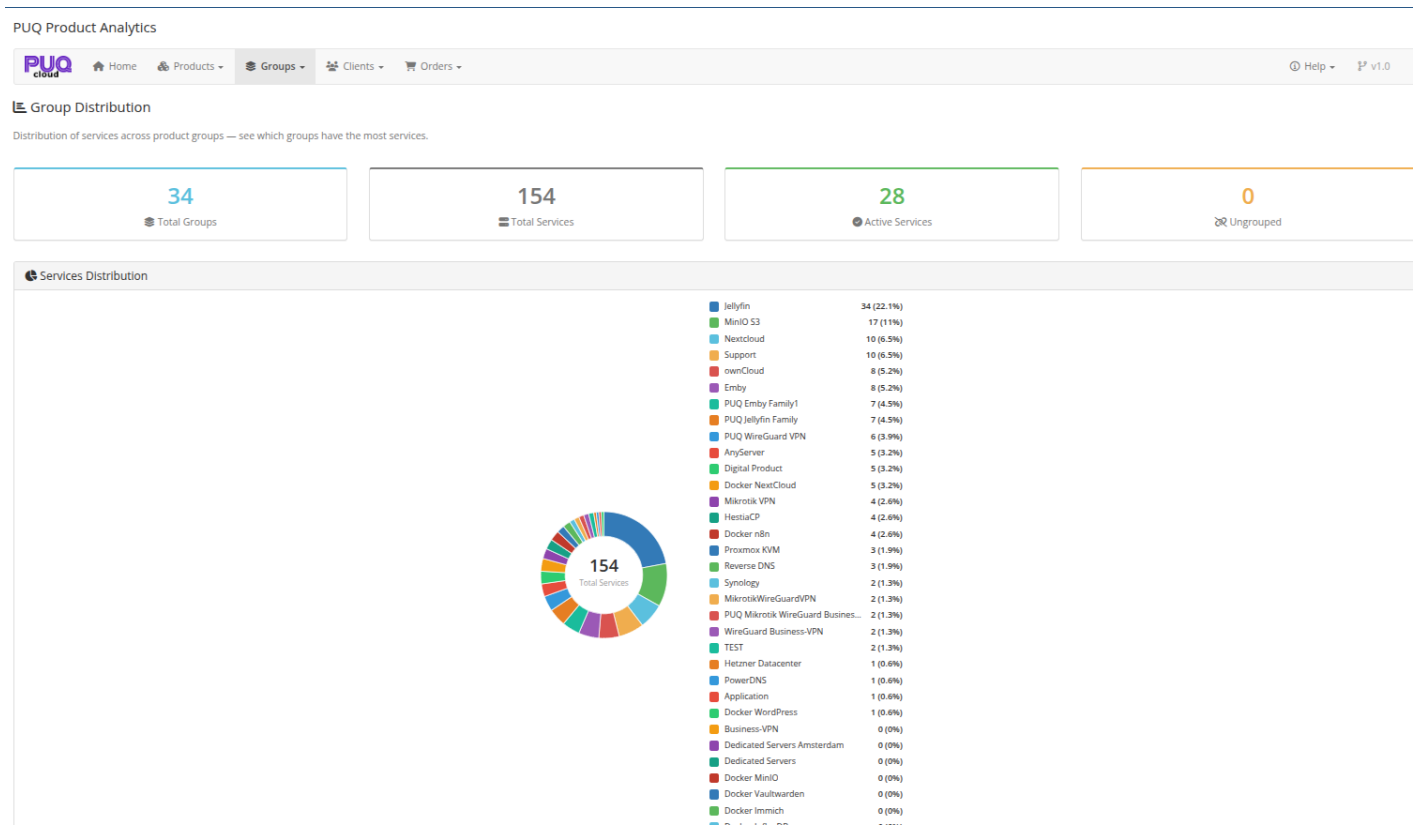 PUQ Product Analytics
PUQ cloud Home Products Groups Clients Orders Help v1.0
Group Distribution
Distribution of services across product groups — see which groups have the most services.
34 154 28 0
Total Groups Total Services Active Services Ungrouped
Services Distribution
Jellyfin 34 (22.1%)
MinIO S3 17 (11%)
Nextcloud 10 (6.5%)
Support 10 (6.5%)
ownCloud 8 (5.2%)
Emby 8 (5.2%)
PUQ Emby Family1 7 (4.5%)
PUQ Jellyfin Family 7 (4.5%)
PUQ WireGuard VPN 6 (3.9%)
AnyServer 5 (3.2%)
Digital Product 5 (3.2%)
Docker NextCloud 5 (3.2%)
Mikrotik VPN 4 (2.6%)
HestiaCP 4 (2.6%)
Docker n8n 4 (2.6%)
Proxmox KVM 3 (1.9%)
Reverse DNS 3 (1.9%)
Synology 2 (1.3%)
MikrotikWireGuardVPN 2 (1.3%)
PUQ Mikrotik WireGuard Busines... 2 (1.3%)
WireGuard Business-VPN 2 (1.3%)
TEST 2 (1.3%)
Hetzner Datacenter 1 (0.6%)
PowerDNS 1 (0.6%)
Application 1 (0.6%)
Docker WordPress 1 (0.6%)
Business-VPN 0 (0%)
Dedicated Servers Amsterdam 0 (0%)
Dedicated Servers 0 (0%)
Docker MinIO 0 (0%)
Docker Vaultwarden 0 (0%)
Docker Immich 0 (0%)
154
Total Services